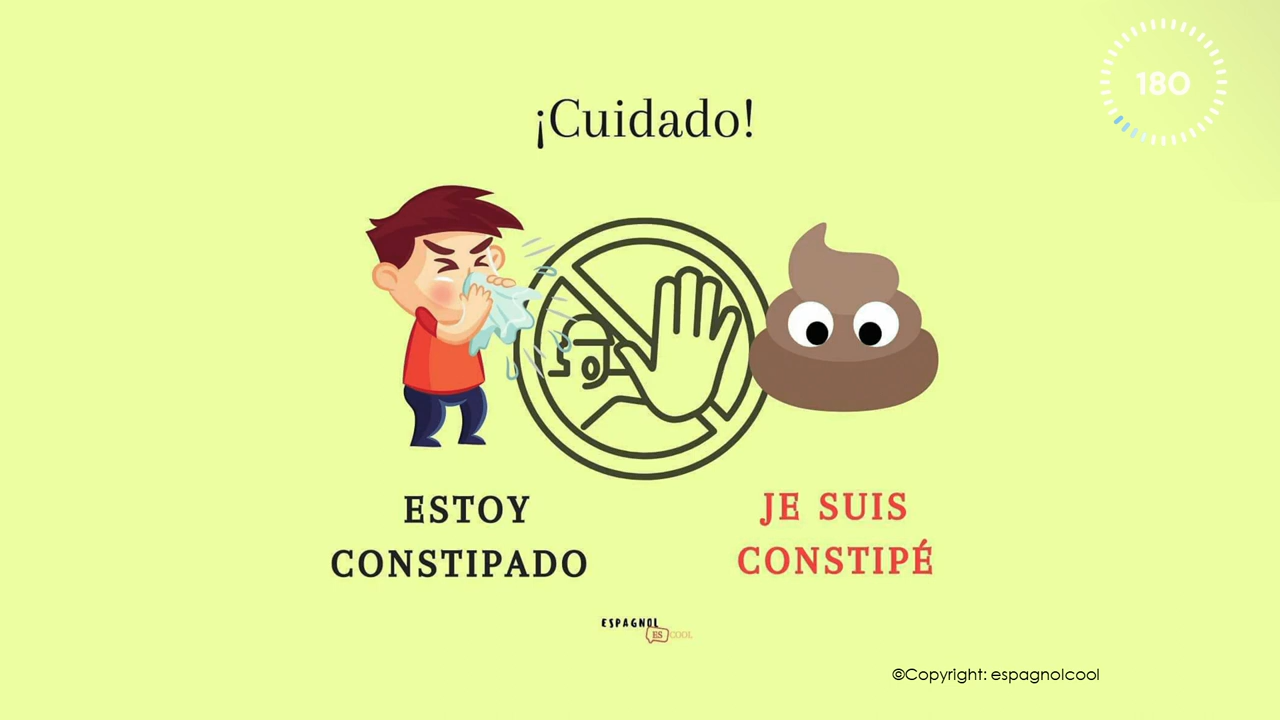 180
¡Cuidado!
ESTOY
CONSTIPADO
JE SUIS
CONSTIPÉ
ESPAGNOL
ES COOL
©Copyright: espagnolcool